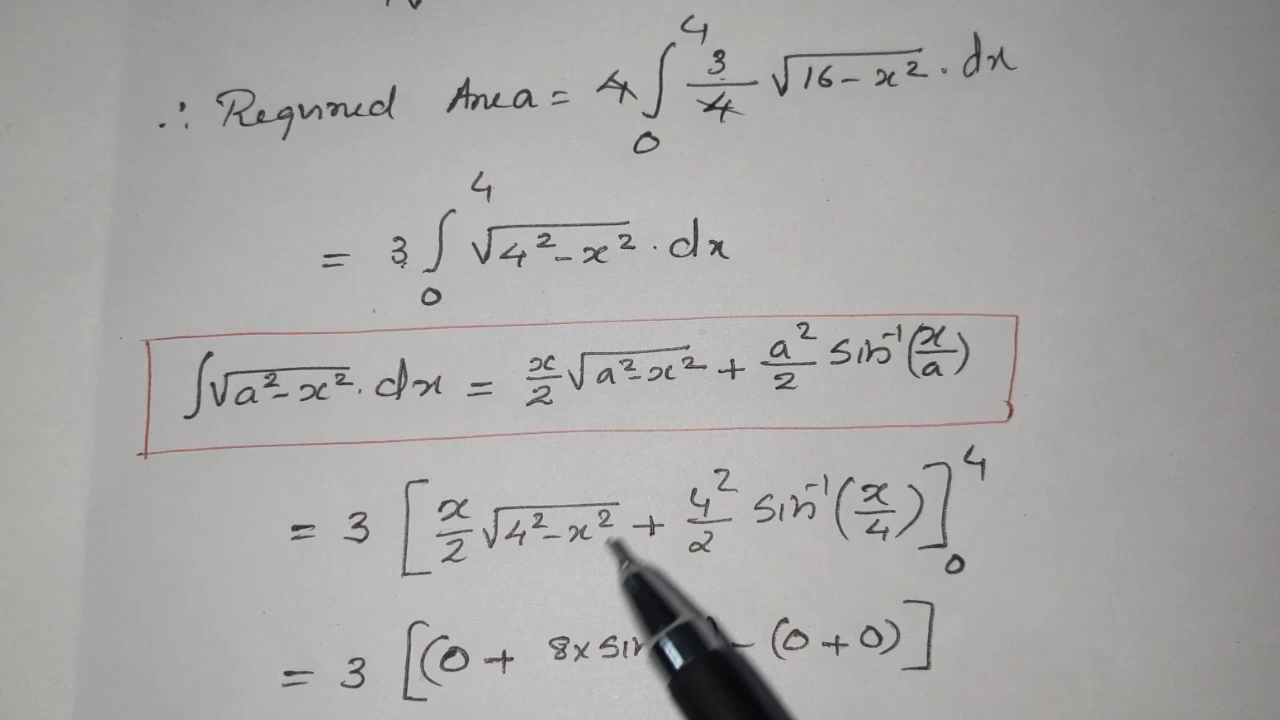 ∴ Required Area = 4 ∫₀⁴ 3/4 √(16 − x²) . dx
= 3 ∫₀⁴ √(4² − x²) . dx
∫√(a² − x²) . dx = x/2 √(a² − x²) + a²/2 sin⁻¹(x/a)
= 3 [x/2 √(4² − x²) + 4²/2 sin⁻¹(x/4)]₀⁴
= 3 [(0 + 8 × − (0 + 0)]